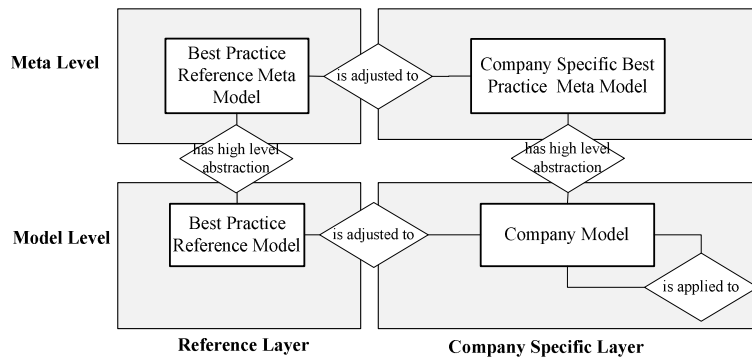 Meta Level
Best Practice
Reference Meta
Model
is adjusted to
Company Specific Best
Practice Meta Model
has high level
abstraction
has high level
abstraction
Model Level
Best Practice
Reference Model
is adjusted to
Company Model
is applied to
Reference Layer
Company Specific Layer